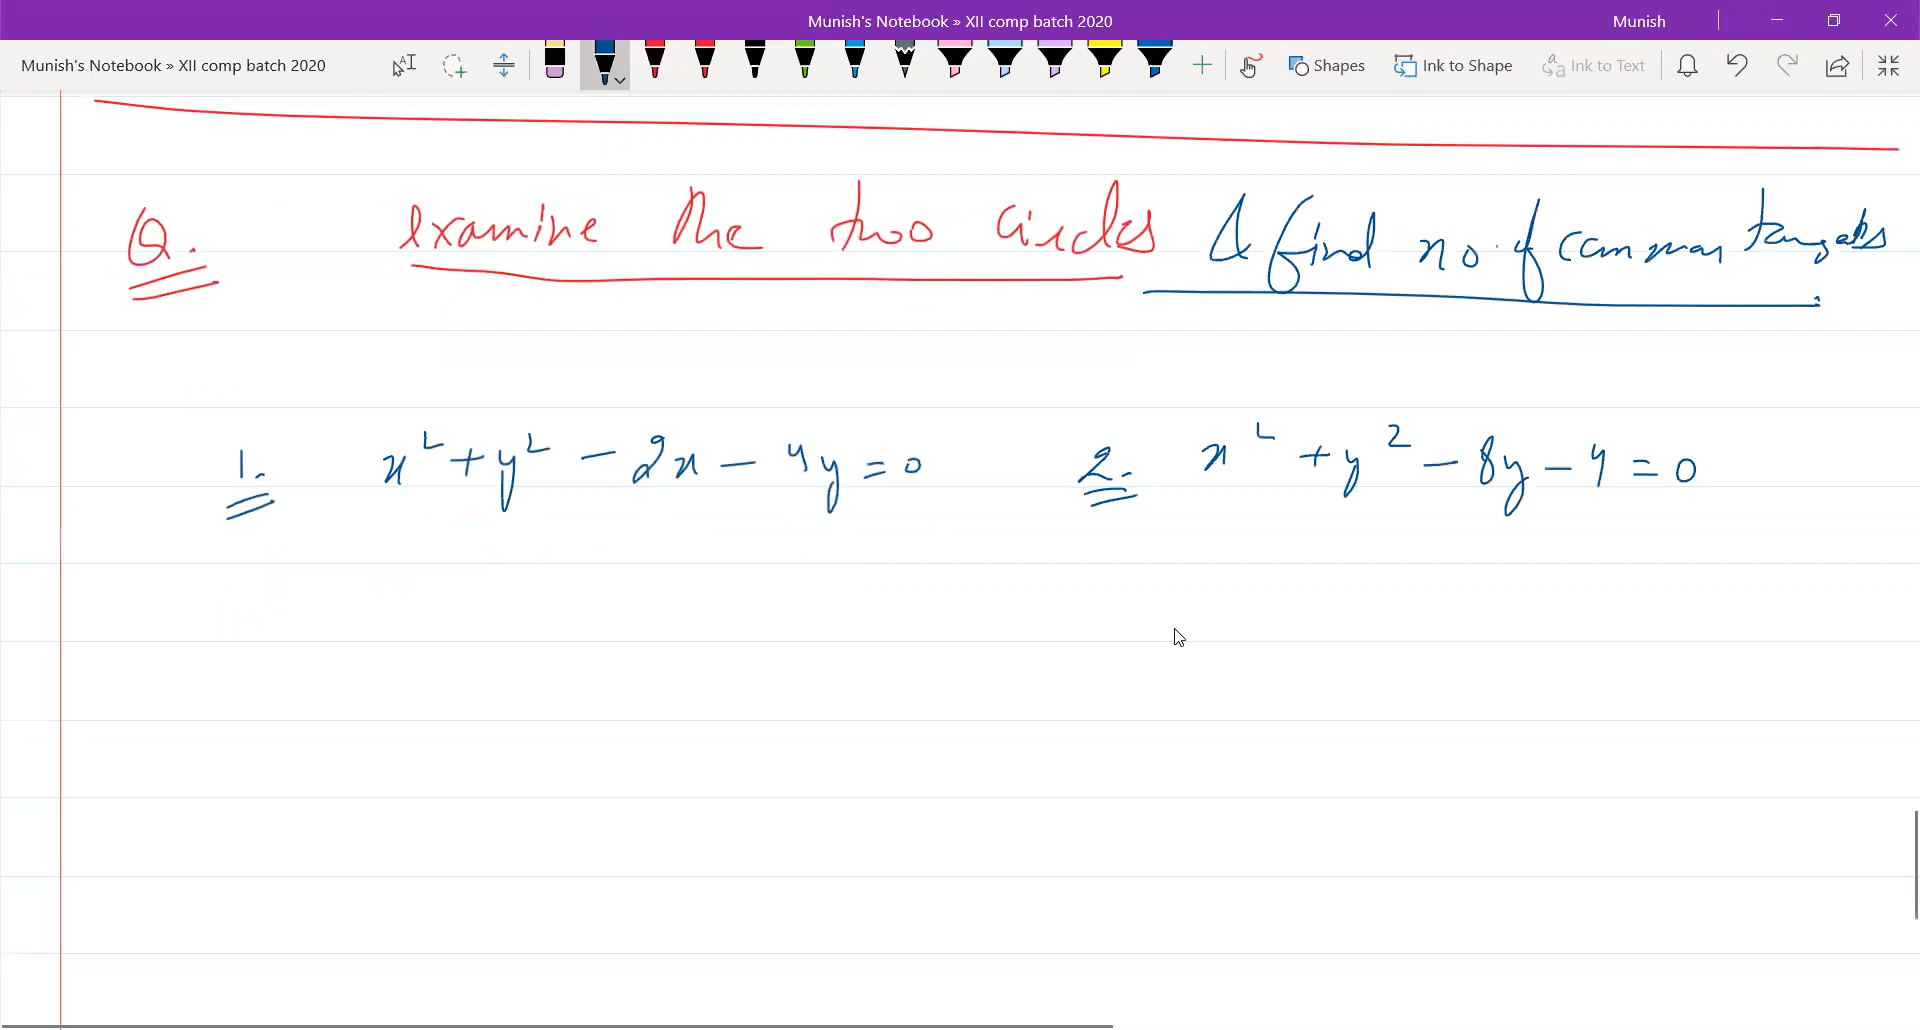 Munish's Notebook » XII comp batch 2020 Munish
Munish's Notebook » XII comp batch 2020 Shapes Ink to Shape Ink to Text
Q. examine the two circles & find no. of common tangents
1. x² + y² - 2x - 4y = 0 2. x² + y² - 8y - 4 = 0